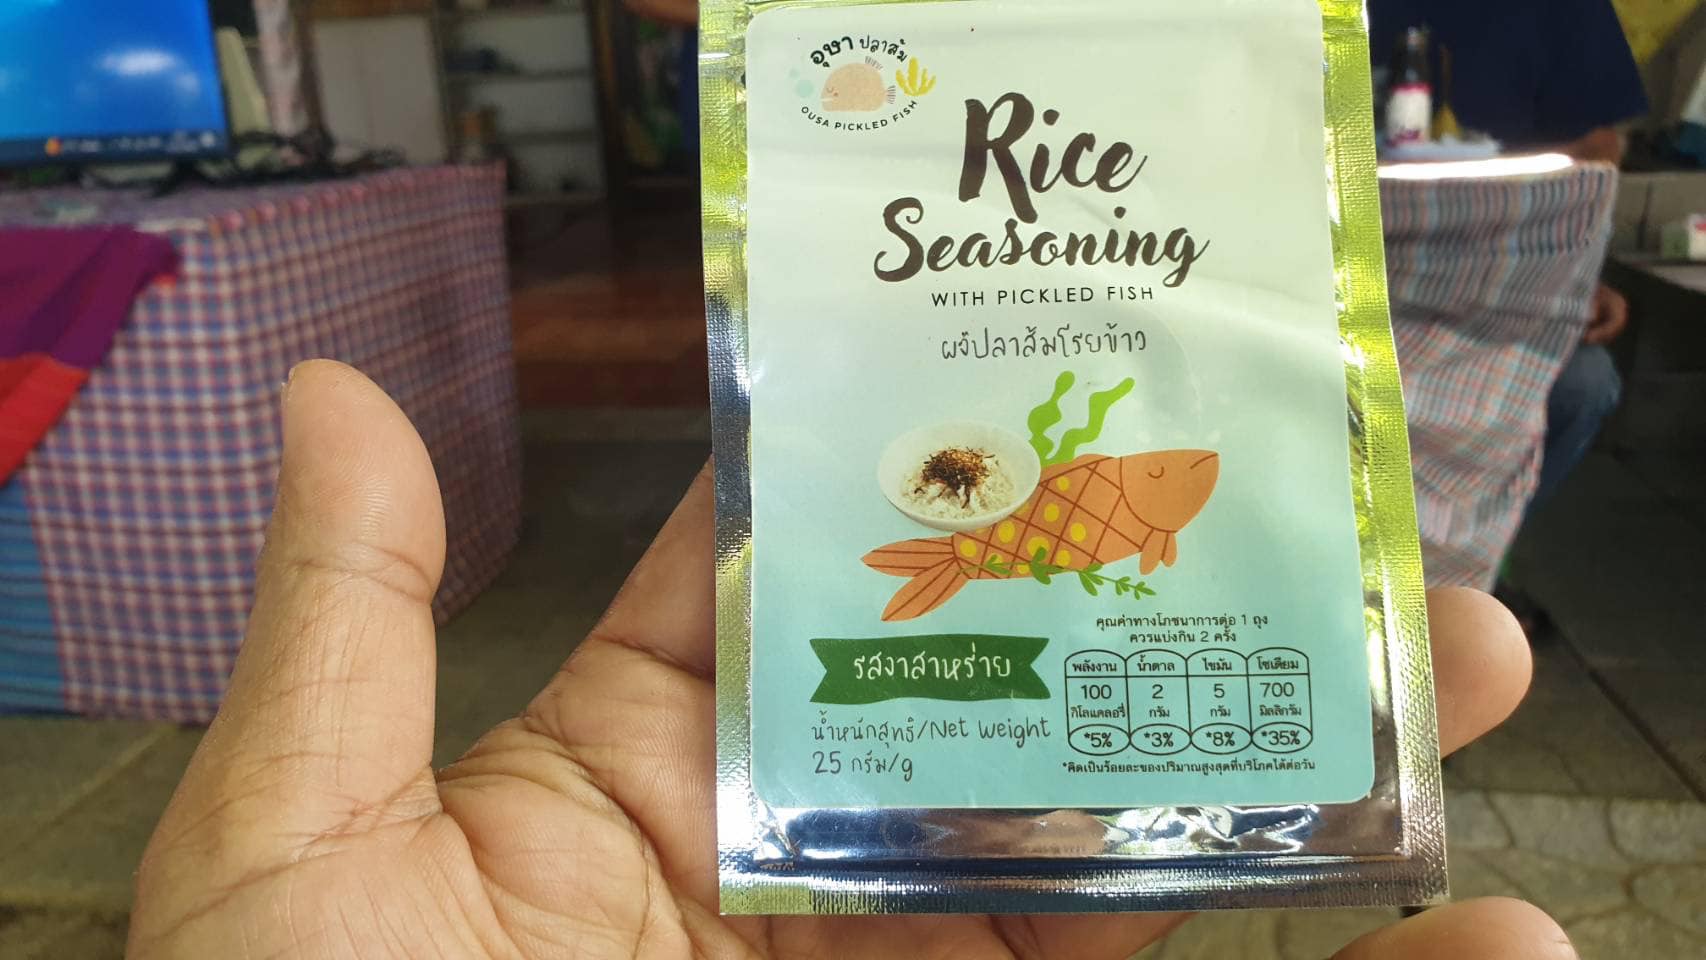 อุษา ปลาส้ม
OUSA PICKLED FISH
Rice
Seasoning
WITH PICKLED FISH
ผงปลาส้มโรยข้าว
รสงาสาหร่าย
น้ำหนักสุทธิ/Net Weight
25 กรัม/g
คุณค่าทางโภชนาการต่อ 1 ถุง
ควรแบ่งกิน 2 ครั้ง
พลังงาน น้ำตาล ไขมัน โซเดียม
100 2 5 700
กิโลแคลอรี่ กรัม กรัม มิลลิกรัม
*5% *3% *8% *35%
*คิดเป็นร้อยละของปริมาณสูงสุดที่บริโภคได้ต่อวัน